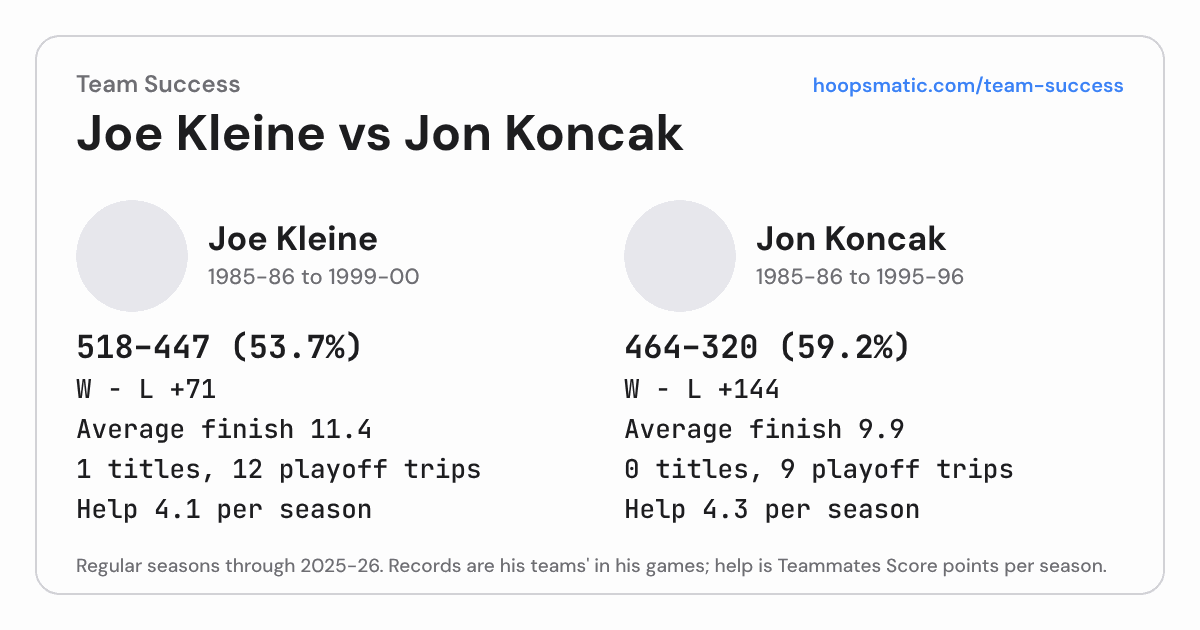 Team Success
hoopsmatic.com/team-success
Joe Kleine vs Jon Koncak
Joe Kleine
1985-86 to 1999-00
518-447 (53.7%)
W - L +71
Average finish 11.4
1 titles, 12 playoff trips
Help 4.1 per season
Jon Koncak
1985-86 to 1995-96
464-320 (59.2%)
W - L +144
Average finish 9.9
0 titles, 9 playoff trips
Help 4.3 per season
Regular seasons through 2025-26. Records are his teams' in his games; help is Teammates Score points per season.